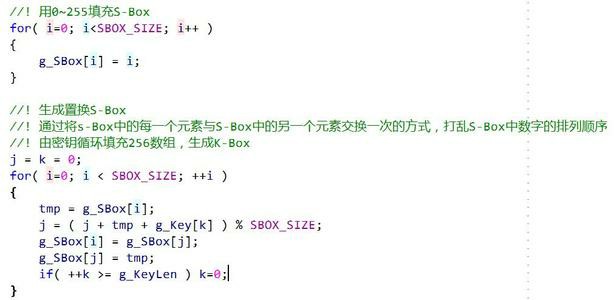 //! 用0~255填充S-Box
for( i=0; i<SBOX_SIZE; i++ )
{
g_SBox[i] = i;
}
//! 生成置换S-Box
//! 通过将s-Box中的每一个元素与S-Box中的另一个元素交换一次的方式，打乱S-Box中数字的排列顺序
//! 由密钥循环填充256数组，生成K-Box
j = k = 0;
for( i=0; i < SBOX_SIZE; ++i )
{
tmp = g_SBox[i];
j = ( j + tmp + g_Key[k] ) % SBOX_SIZE;
g_SBox[i] = g_SBox[j];
g_SBox[j] = tmp;
if( ++k >= g_KeyLen ) k=0;
}